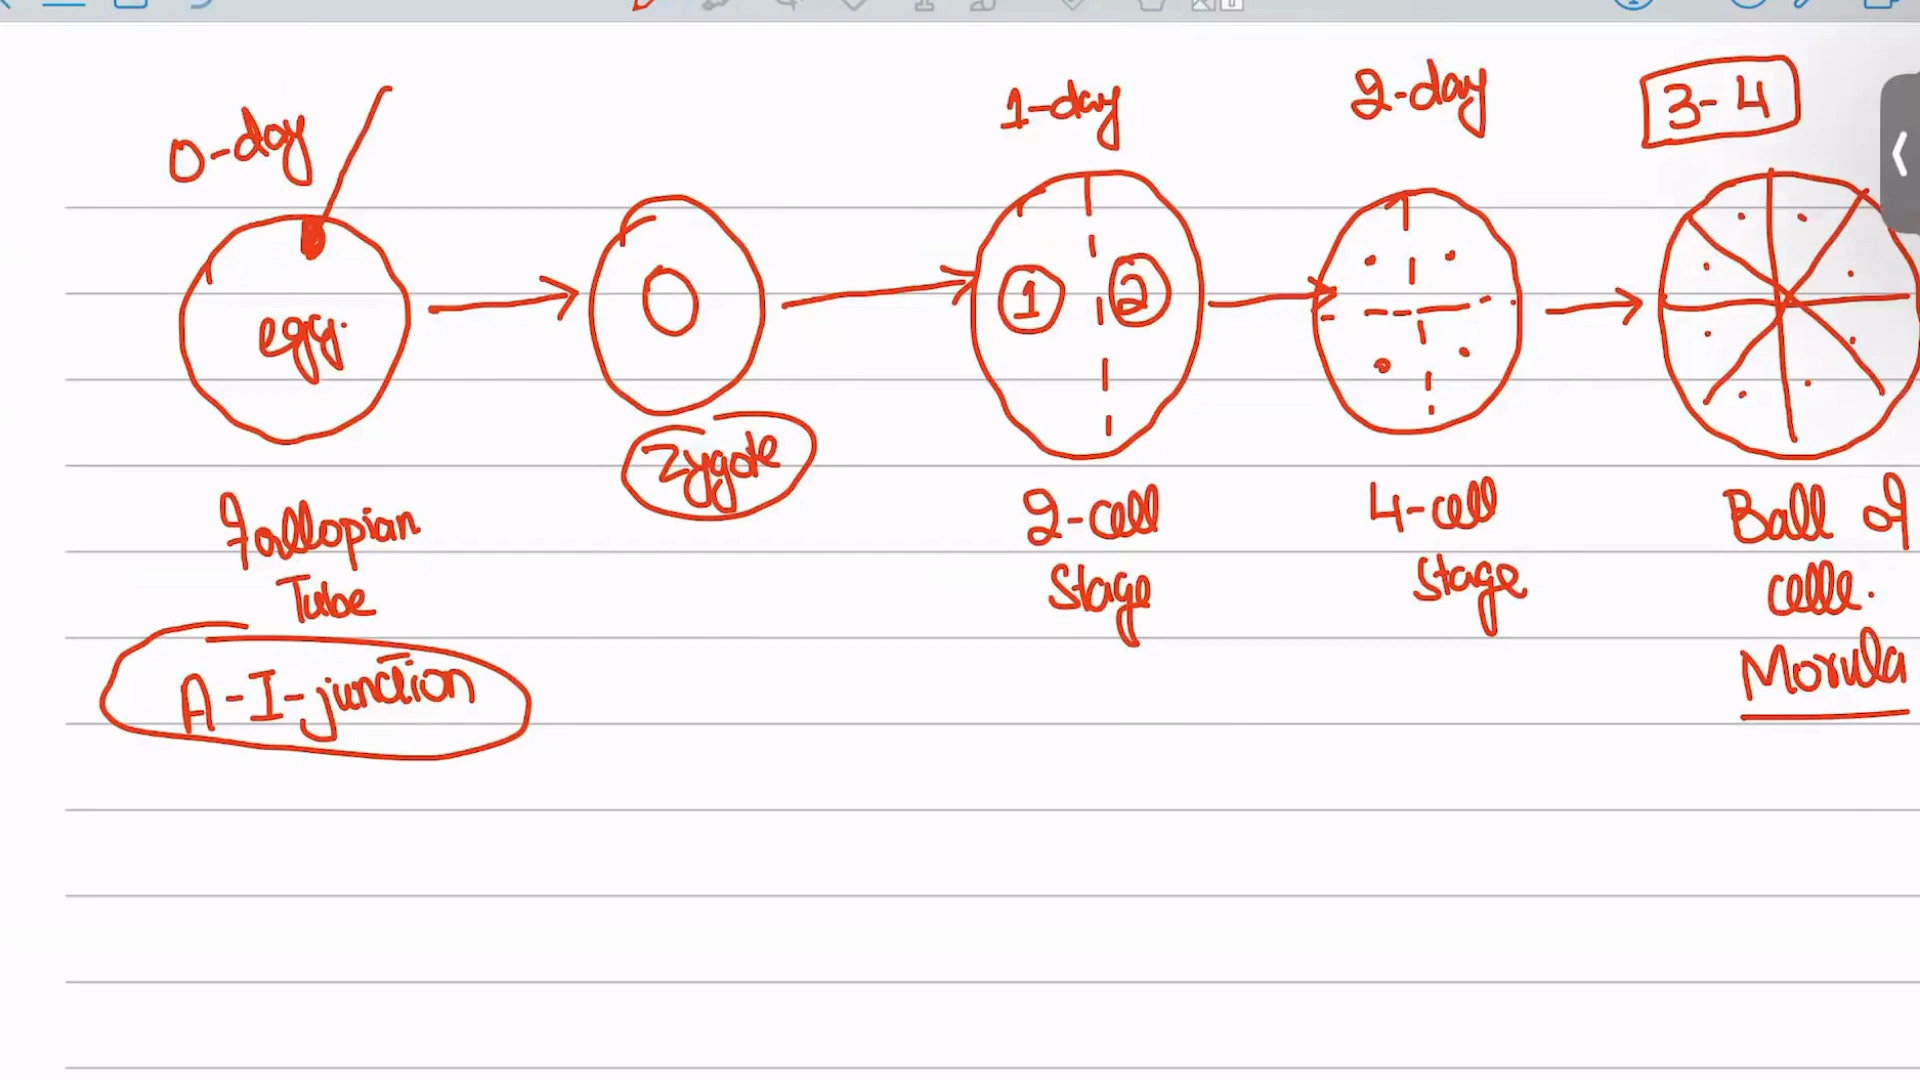 0-day
1-day
2-day
3-4
egg.
1
2
Zygote
Fallopian
Tube
A-I-junction
2-cell
Stage
4-cell
Stage
Ball of
celle.
Morula